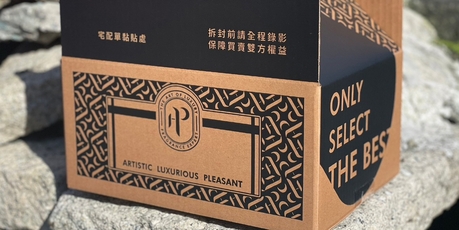 宅配單黏貼處
拆封前請全程錄影
保障買賣雙方權益
AP
ARTISTIC LUXURIOUS PLEASANT
ONLY
SELECT
THE BEST